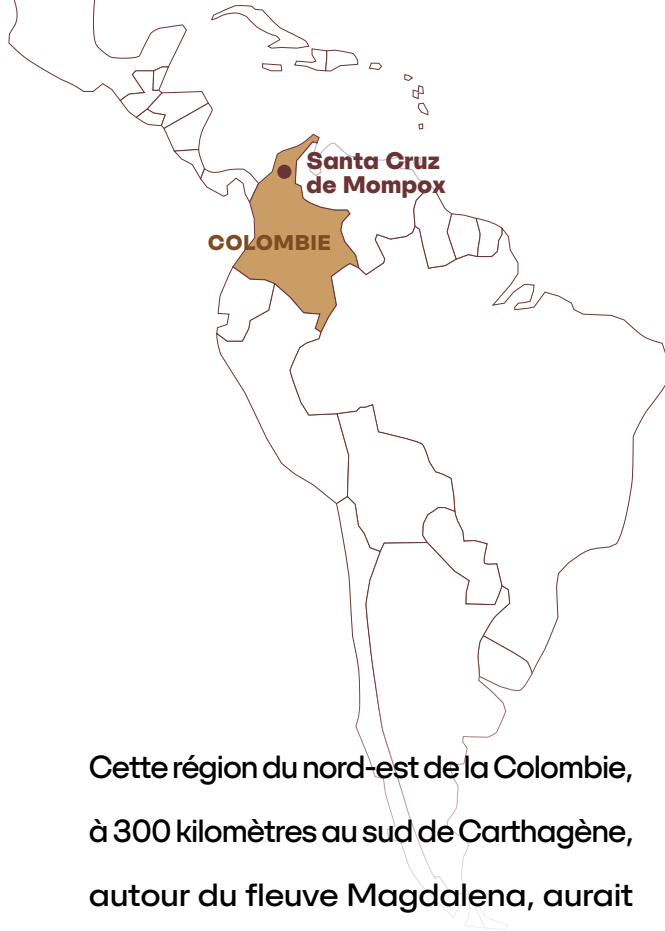 Santa Cruz
de Mompox
COLOMBIE
Cette région du nord-est de la Colombie,
à 300 kilomètres au sud de Carthagène,
autour du fleuve Magdalena, aurait